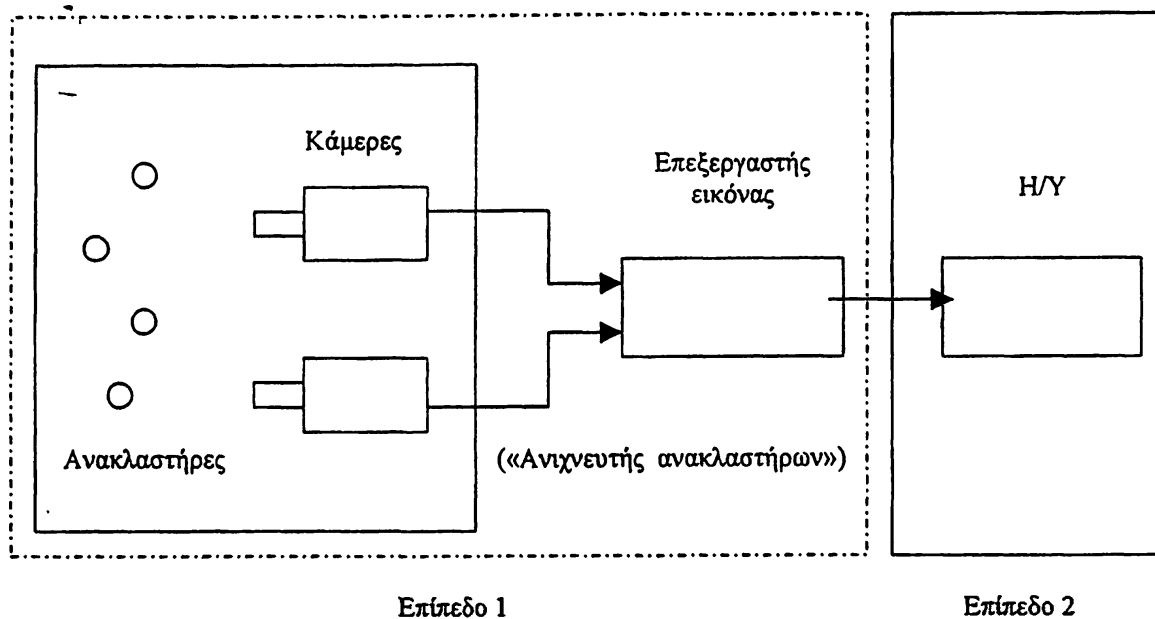 Κάμερες
Επεξεργαστής
εικόνας
Η/Υ
Ανακλαστήρες
(«Ανιχνευτής ανακλαστήρων»)
Επίπεδο 1
Επίπεδο 2